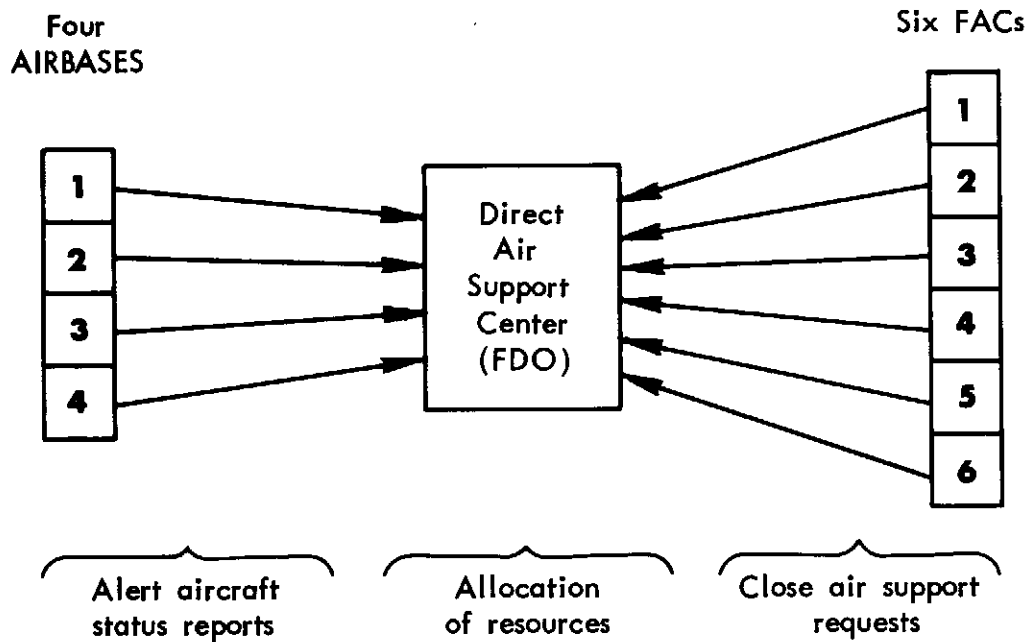 Four
AIRBASES
1
2
3
4
Direct
Air
Support
Center
(FDO)
Six FACs
1
2
3
4
5
6
Alert aircraft
status reports
Allocation
of resources
Close air support
requests